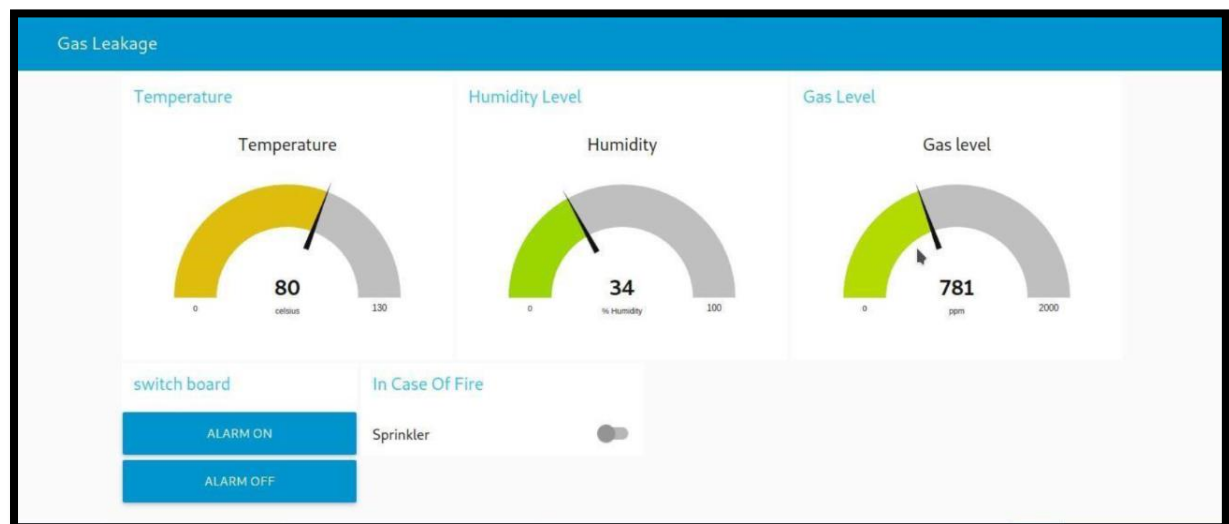 Gas Leakage
Temperature
Humidity Level
Gas Level
Temperature
Humidity
Gas level
80
celsius
0
130
34
% Humidity
0
100
781
ppm
0
2000
switch board
In Case Of Fire
ALARM ON
Sprinkler
ALARM OFF